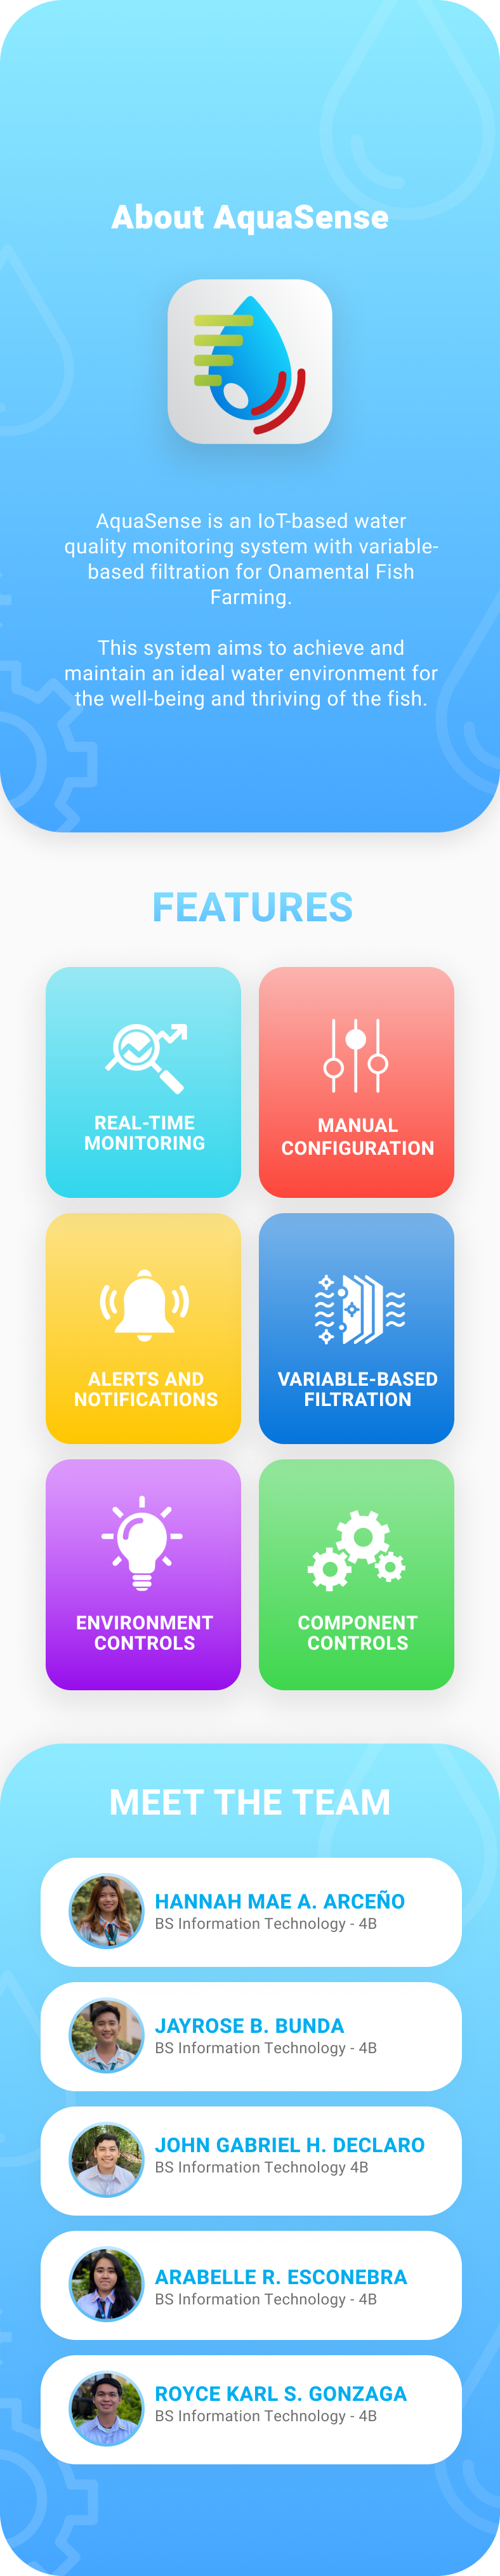 About AquaSense
AquaSense is an IoT-based water
quality monitoring system with variable-
based filtration for Onamental Fish
Farming.
This system aims to achieve and
maintain an ideal water environment for
the well-being and thriving of the fish.
FEATURES
REAL-TIME
MONITORING
MANUAL
CONFIGURATION
ALERTS AND
NOTIFICATIONS
VARIABLE-BASED
FILTRATION
ENVIRONMENT
CONTROLS
COMPONENT
CONTROLS
MEET THE TEAM
HANNAH MAE A. ARCEÑO
BS Information Technology - 4B
JAYROSE B. BUNDA
BS Information Technology - 4B
JOHN GABRIEL H. DECLARO
BS Information Technology 4B
ARABELLE R. ESCONEBRA
BS Information Technology - 4B
ROYCE KARL S. GONZAGA
BS Information Technology - 4B